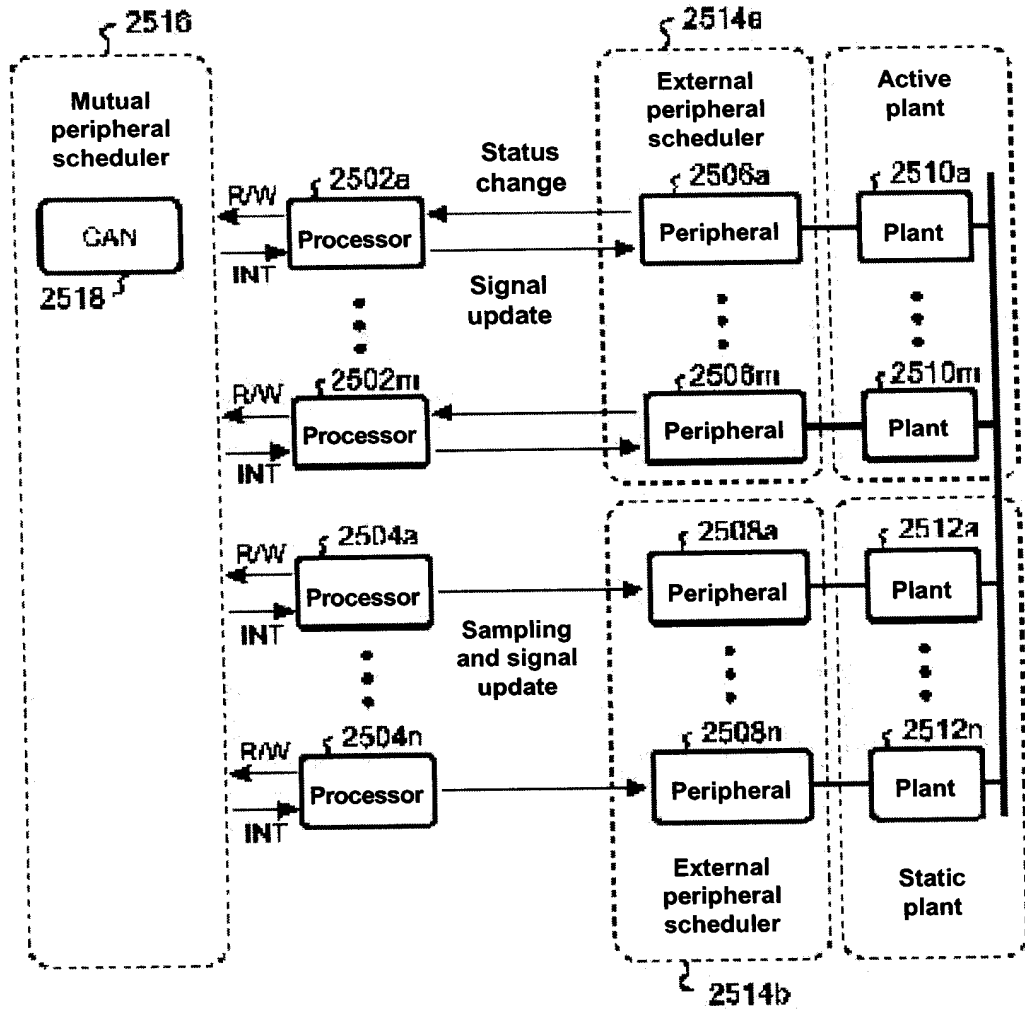 2516
2514a
Mutual
peripheral
scheduler
External
peripheral
scheduler
Active
plant
R/W
2502a
Status
change
2506a
2510a
CAN
Processor
Peripheral
Plant
INT
2518
Signal
update
R/W
2502m
2506m
2510m
Processor
Peripheral
Plant
INT
R/W
2504a
2508a
2512a
Processor
Peripheral
Plant
INT
Sampling
and signal
update
R/W
2504n
2508n
2512n
Processor
Peripheral
Plant
INT
External
peripheral
scheduler
Static
plant
2514b